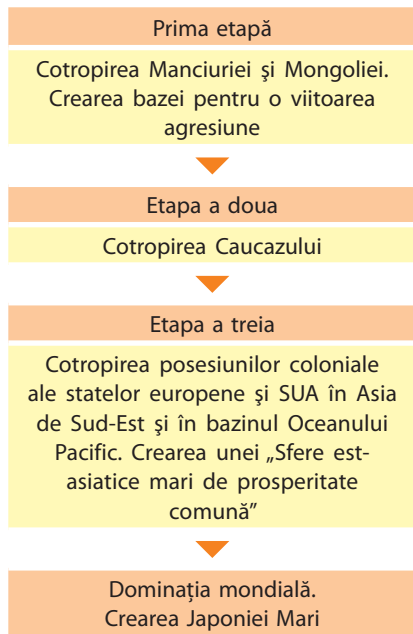 Prima etapă
Cotropirea Manciuriei şi Mongoliei.
Crearea bazei pentru o viitoarea
agresiune
Etapa a doua
Cotropirea Caucazului
Etapa a treia
Cotropirea posesiunilor coloniale
ale statelor europene şi SUA în Asia
de Sud-Est şi în bazinul Oceanului
Pacific. Crearea unei „Sfere est-
asiatice mari de prosperitate
comună”
Dominația mondială.
Crearea Japoniei Mari